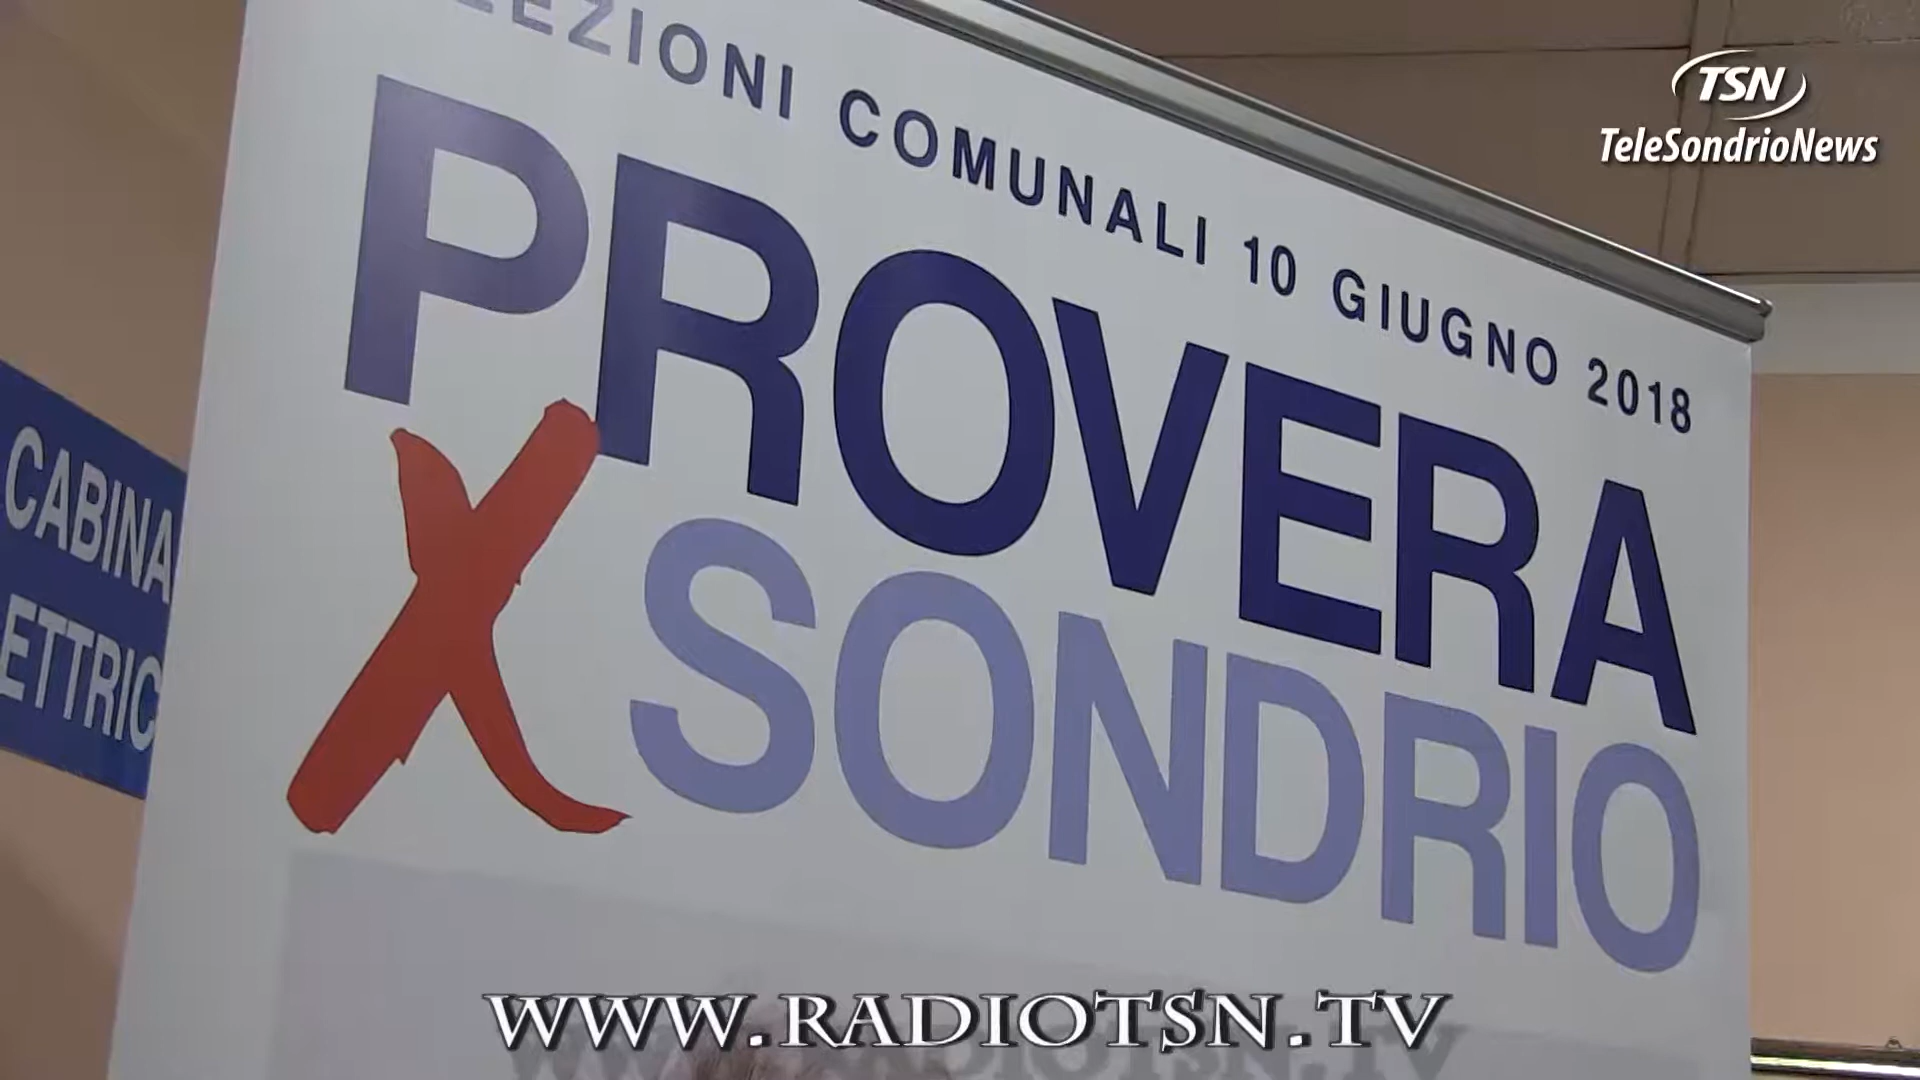 TSN
TeleSondrioNews
ELEZIONI COMUNALI 10 GIUGNO 2018
PROVERA
X SONDRIO
CABINA
ETTRIC
WWW.RADIOTSN.TV